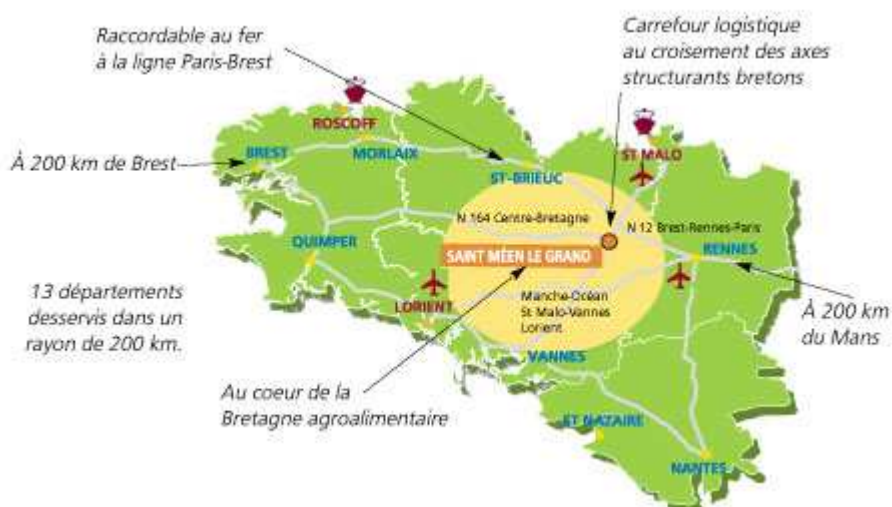 Raccordable au fer
à la ligne Paris-Brest
Carrefour logistique
au croisement des axes
structurants bretons
ROSCOFF
À 200 km de Brest
BREST
MORLAIX
ST MALO
ST-BRIEUC
N 164 Centre-Bretagne
N 12 Brest-Rennes-Paris
QUIMPER
SAINT MÉEN LE GRAND
RENNES
13 départements
desservis dans un
rayon de 200 km.
LORIENT
Manche-Océan
St Malo-Vannes
Lorient
À 200 km
du Mans
VANNES
Au coeur de la
Bretagne agroalimentaire
ST NAZAIRE
NANTES